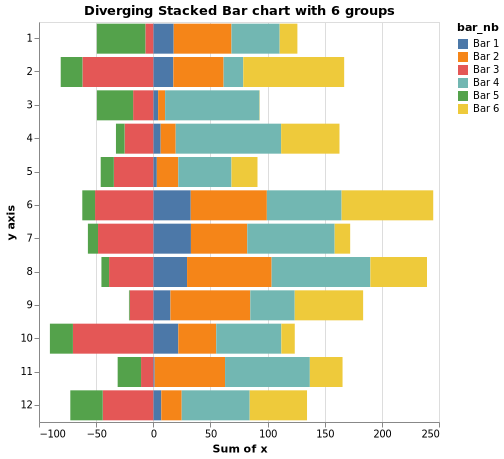 Diverging Stacked Bar chart with 6 groups
bar_nb
Bar 1
Bar 2
Bar 3
Bar 4
Bar 5
Bar 6
y axis
1
2
3
4
5
6
7
8
9
10
11
12
−100 −50 0 50 100 150 200 250
Sum of x